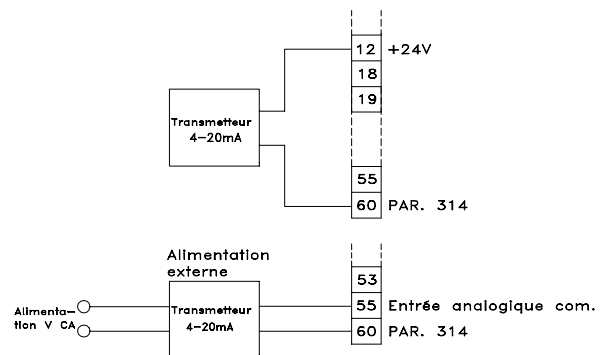 12 +24V
18
19
Transmetteur
4-20mA
55
60 PAR. 314
Alimentation
externe
53
Alimenta-
tion V CA
Transmetteur
4-20mA
55 Entrée analogique com.
60 PAR. 314